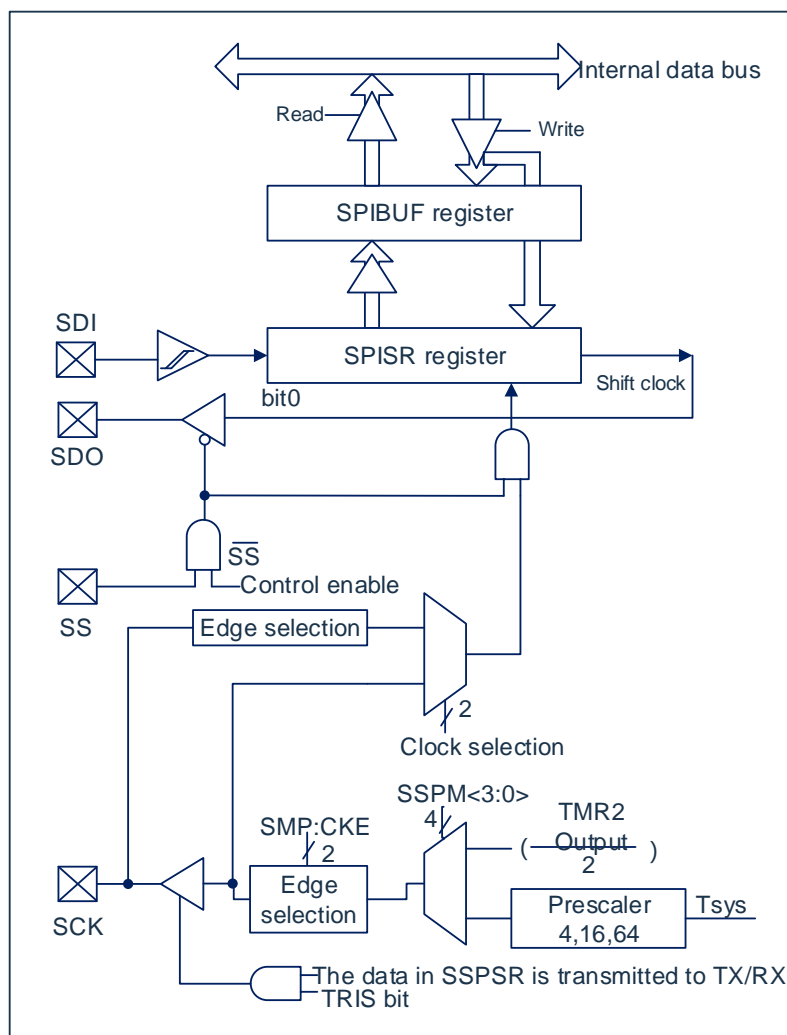 Internal data bus
Read
Write
SPIBUF register
SDI
SPISR register
bit0
Shift clock
SDO
SS
Control enable
SS
Edge selection
2
Clock selection
SSPM<3:0>
4
TMR2
Output
( )
2
SMP:CKE
2
Edge
selection
Prescaler
4,16,64
Tsys
SCK
The data in SSPSR is transmitted to TX/RX
TRIS bit